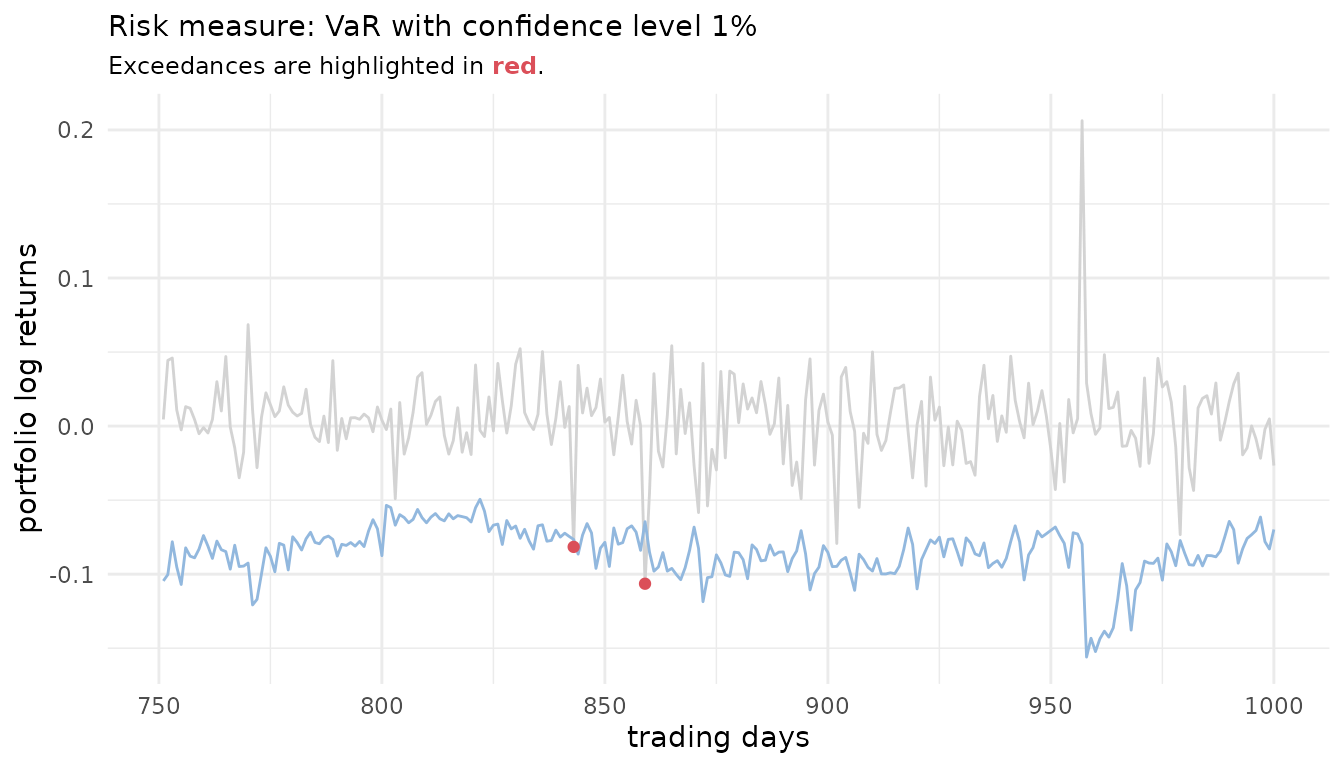 Risk measure: VaR with confidence level 1%
Exceedances are highlighted in red.
portfolio log returns
0.2
0.1
0.0
-0.1
750 800 850 900 950 1000
trading days